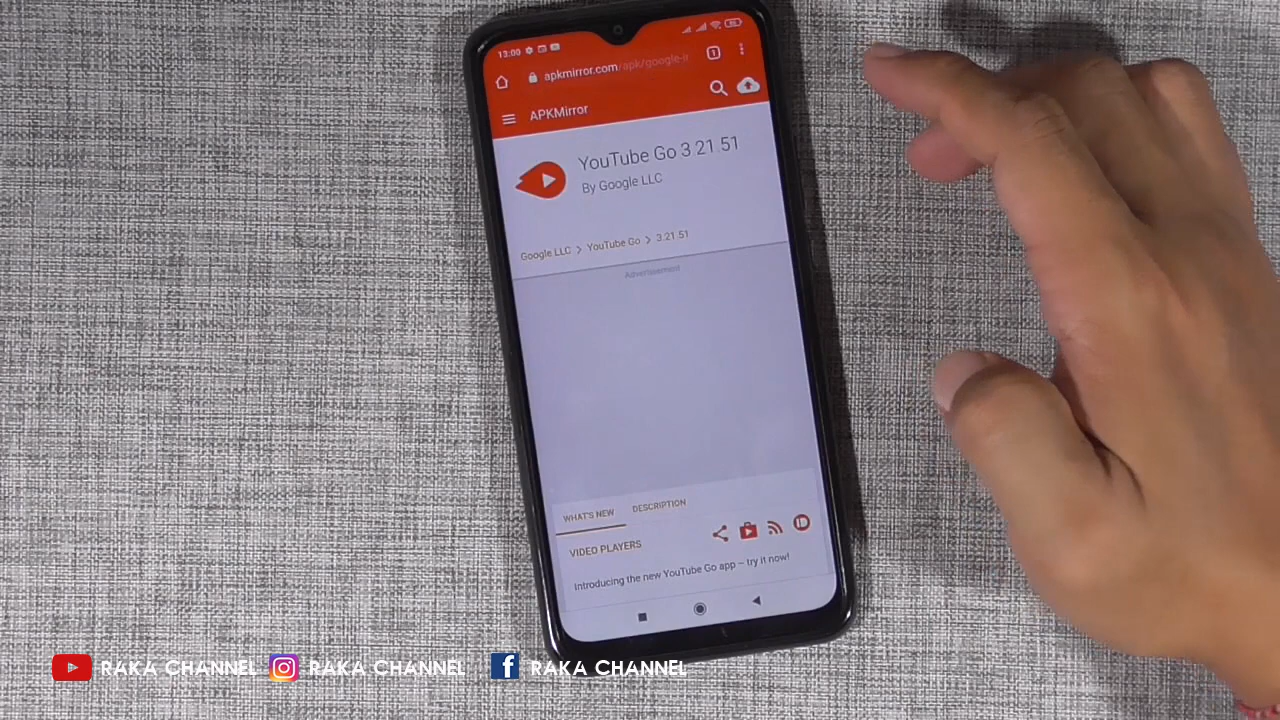 13:00
apkmirror.com/apk/google-i
1
APKMirror
YouTube Go 3.21.51
By Google LLC
Google LLC > YouTube Go > 3.21.51
Advertisement
WHAT'S NEW DESCRIPTION
VIDEO PLAYERS
Introducing the new YouTube Go app – try it now!
RAKA CHANNEL RAKA CHANNEL RAKA CHANNEL